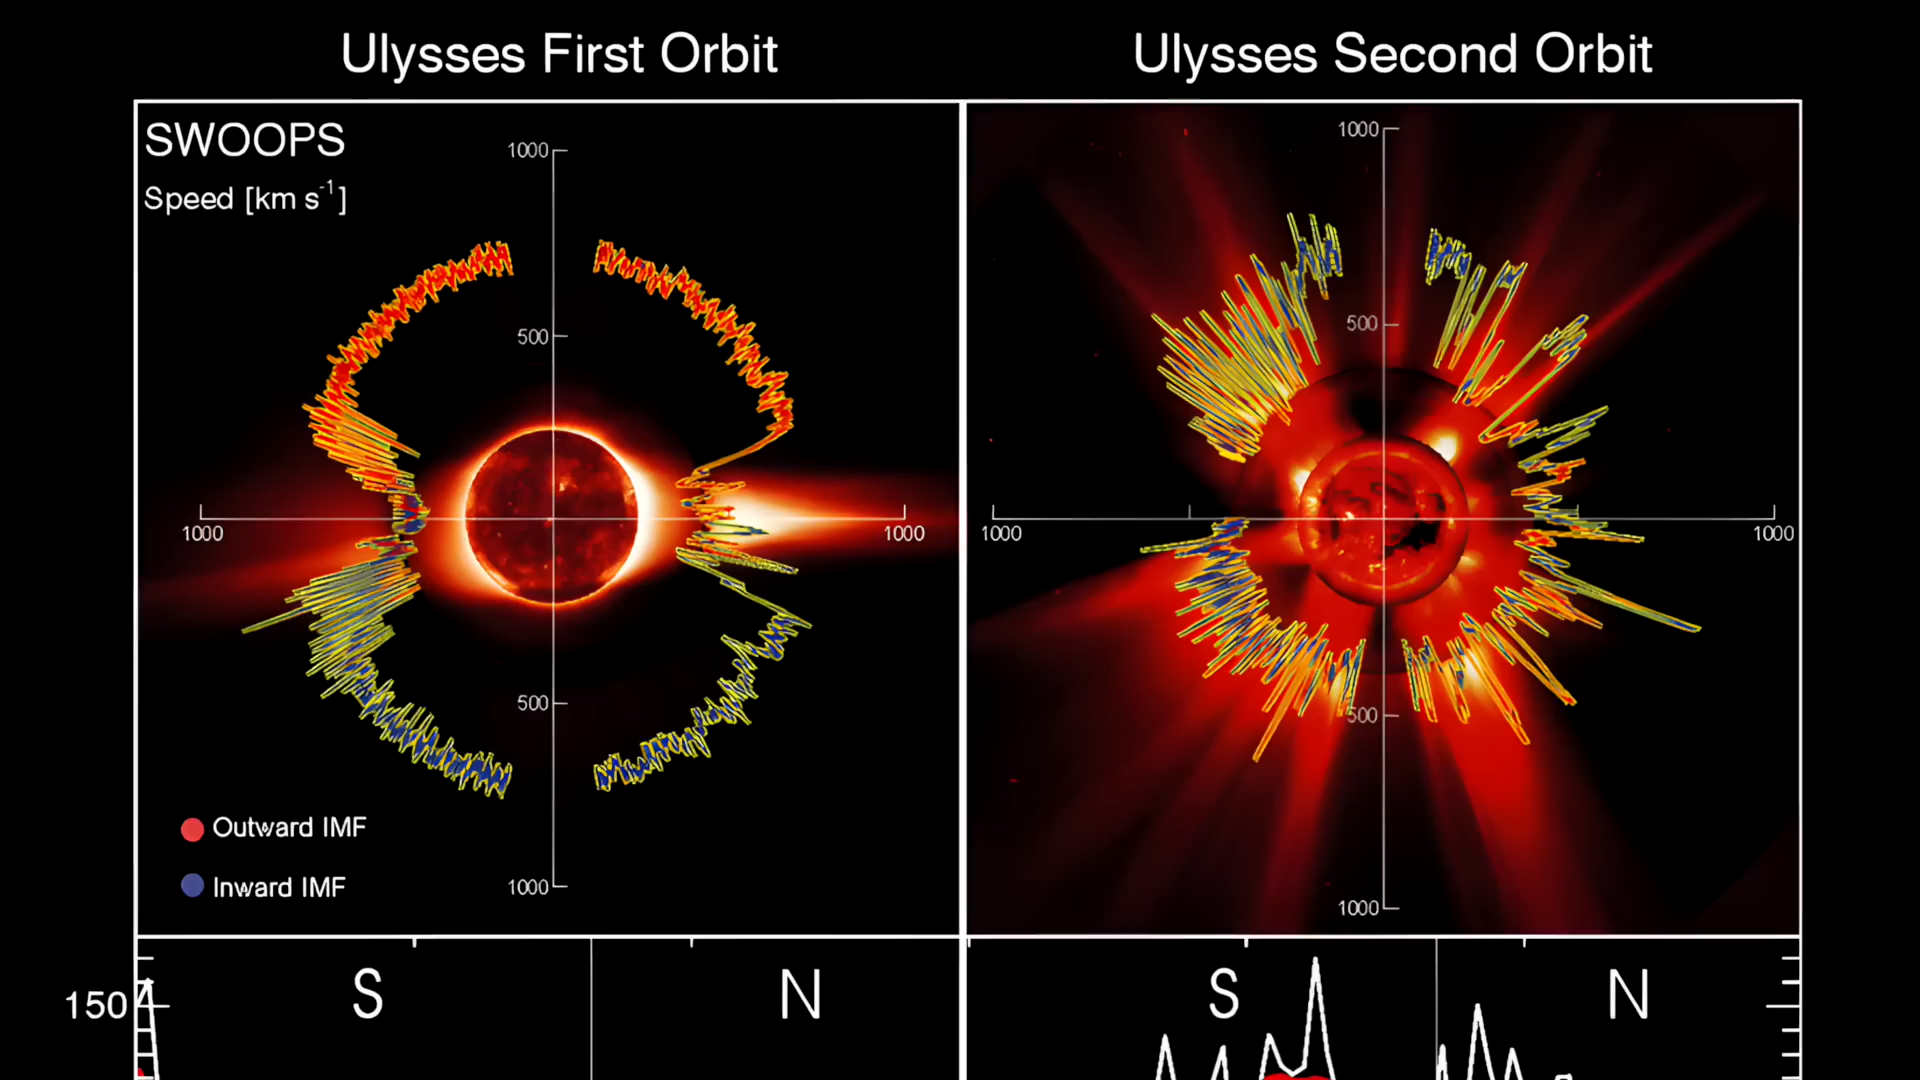 Ulysses First Orbit
Ulysses Second Orbit
SWOOPS
Speed [km s⁻¹]
1000
500
1000
1000
500
1000
Outward IMF
Inward IMF
1000
500
1000
1000
500
1000
150
S
N
S
N